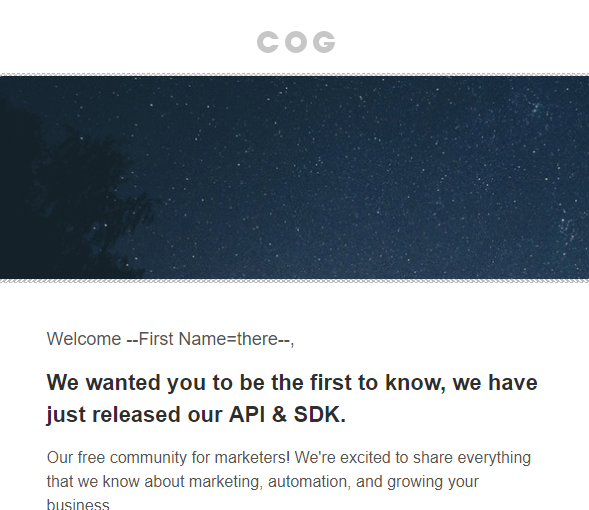 COG
Welcome --First Name=there--,
We wanted you to be the first to know, we have
just released our API & SDK.
Our free community for marketers! We're excited to share everything
that we know about marketing, automation, and growing your
business